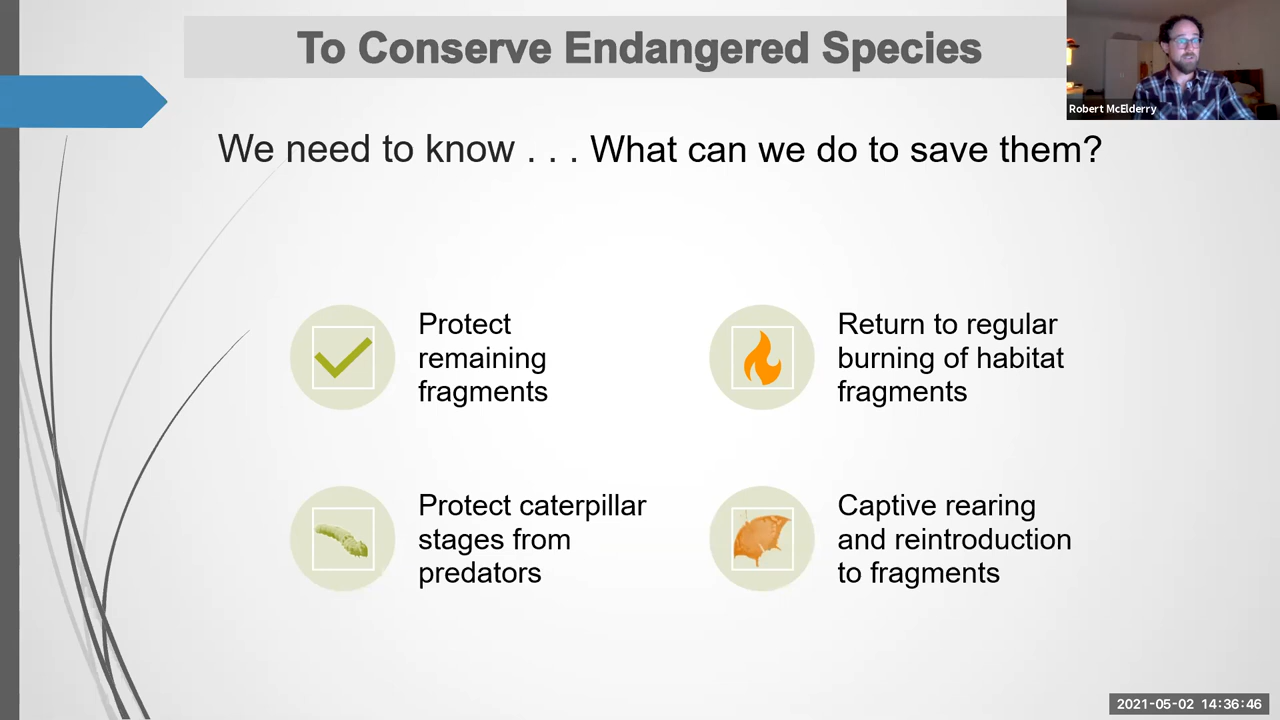 To Conserve Endangered Species
Robert McElderry
We need to know . . . What can we do to save them?
Protect
remaining
fragments
Return to regular
burning of habitat
fragments
Protect caterpillar
stages from
predators
Captive rearing
and reintroduction
to fragments
2021-05-02 14:36:46